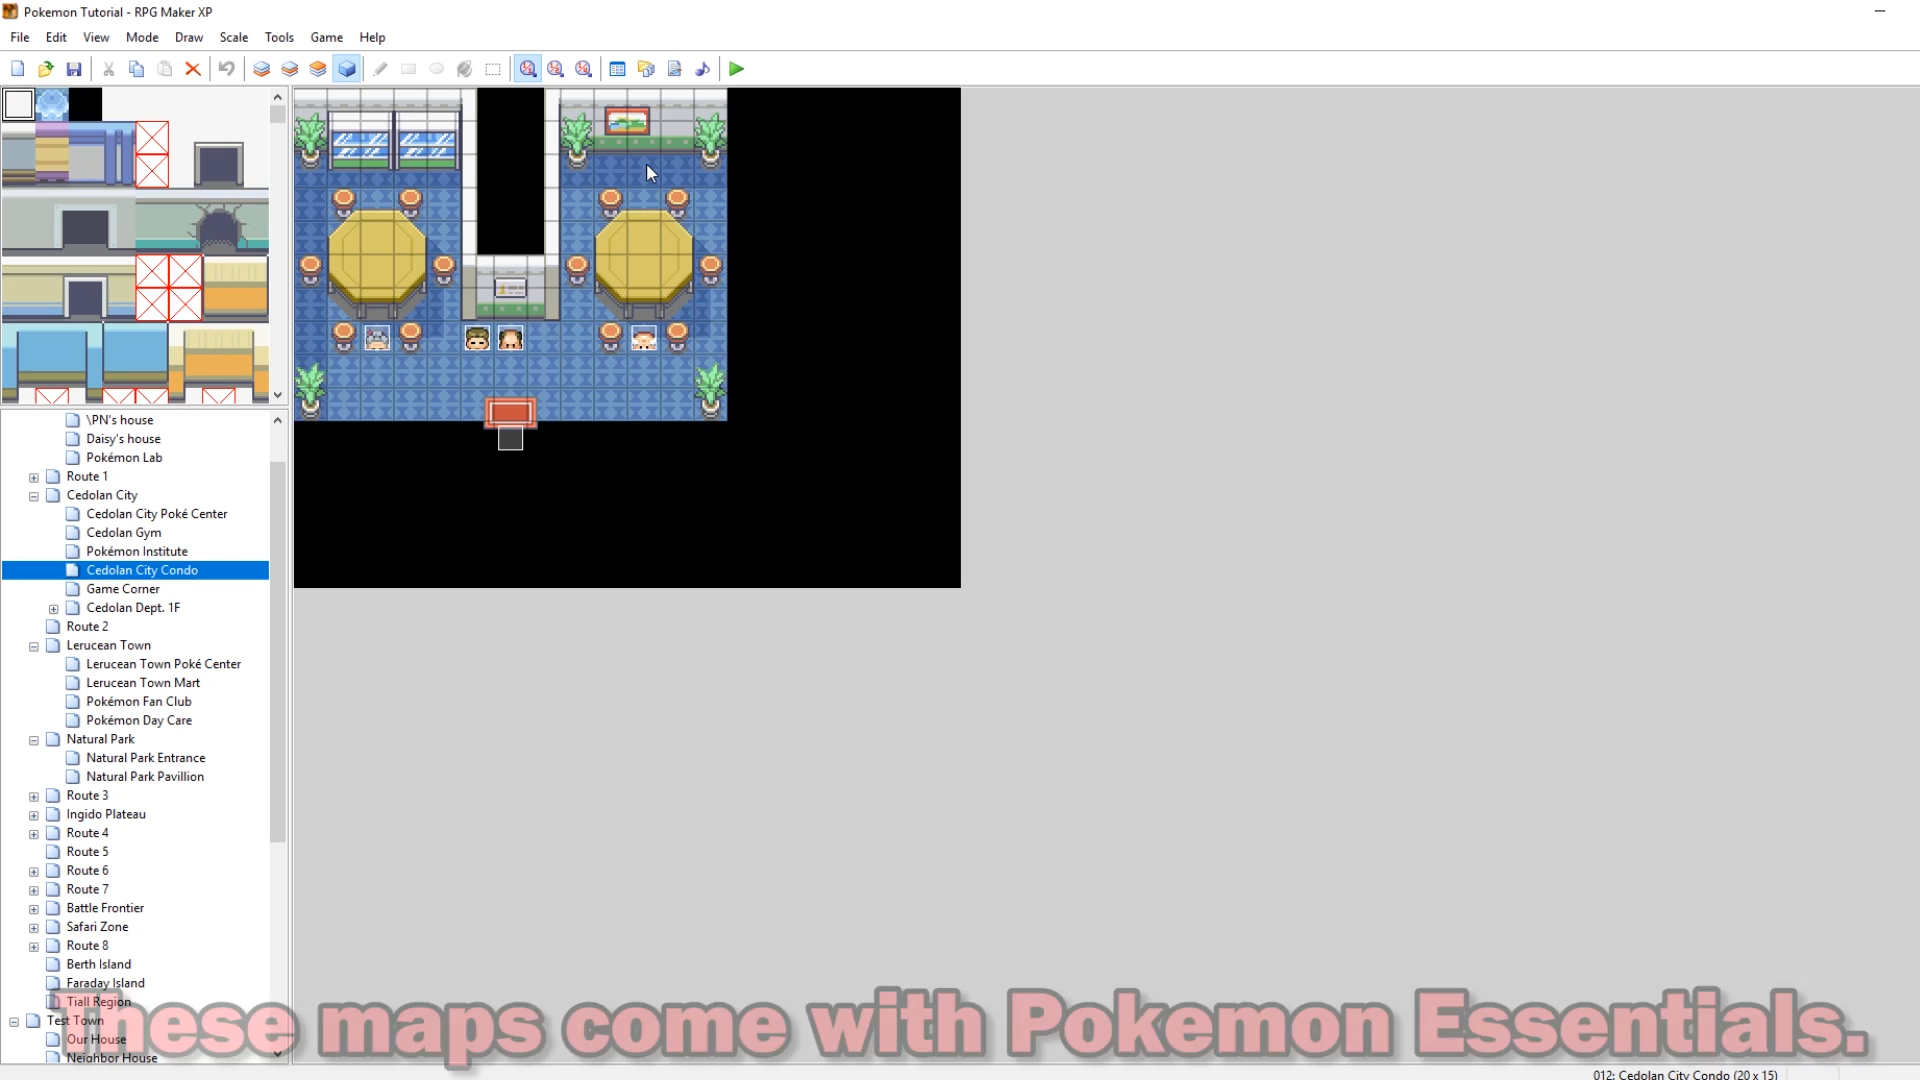 Pokemon Tutorial - RPG Maker XP
File Edit View Mode Draw Scale Tools Game Help
\PN's house
Daisy's house
Pokémon Lab
Route 1
Cedolan City
Cedolan City Poké Center
Cedolan Gym
Pokémon Institute
Cedolan City Condo
Game Corner
Cedolan Dept. 1F
Route 2
Lerucean Town
Lerucean Town Poké Center
Lerucean Town Mart
Pokémon Fan Club
Pokémon Day Care
Natural Park
Natural Park Entrance
Natural Park Pavillion
Route 3
Ingido Plateau
Route 4
Route 5
Route 6
Route 7
Battle Frontier
Safari Zone
Route 8
Berth Island
Faraday Island
Tiall Region
Test Town
Our House
Neighbor House
These maps come with Pokemon Essentials.
012: Cedolan City Condo (20 x 15)